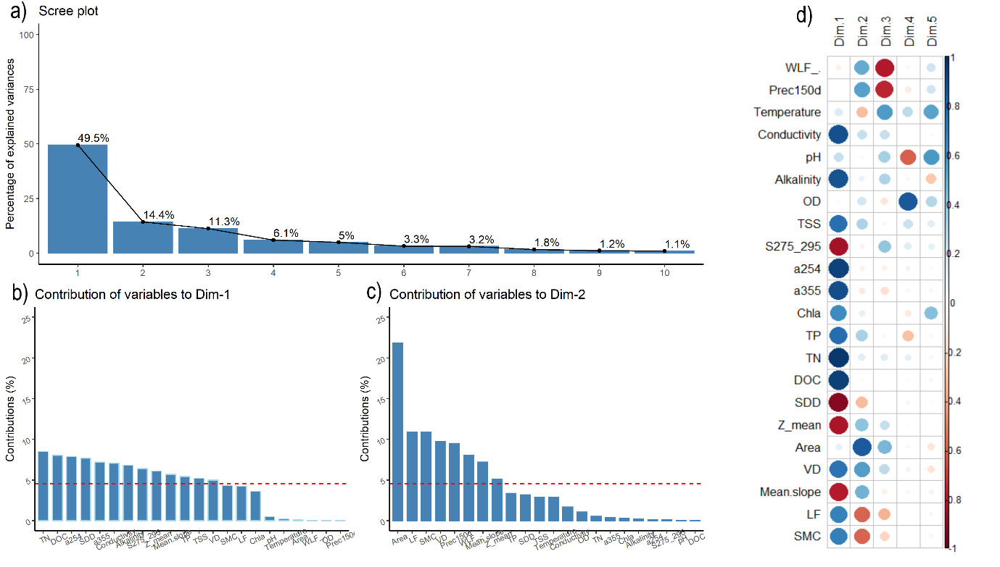 a) Scree plot
Percentage of explained variances
100
75
50
25
0
49.5%
14.4%
11.3%
6.1%
5%
3.3%
3.2%
1.8%
1.2%
1.1%
1 2 3 4 5 6 7 8 9 10
b) Contribution of variables to Dim-1
Contributions (%)
25
20
15
10
5
0
TN DOC a254 SDD a355 Conductivity Alkalinity S275_295 Z_mean Mean.slope TP TSS VD SMC LF Chla pH Temperature Area WLF OD Prec150
c) Contribution of variables to Dim-2
Contributions (%)
25
20
15
10
5
0
Area LF SMC VD Prec150d WLF Mean.slope Z_mean TP SDD TSS Temperature Conductivity OD TN a355 Chla Alkalinity a254 S275_295 pH DOC
d)
Dim.1 Dim.2 Dim.3 Dim.4 Dim.5
WLF_.
Prec150d
Temperature
Conductivity
pH
Alkalinity
OD
TSS
S275_295
a254
a355
Chla
TP
TN
DOC
SDD
Z_mean
Area
VD
Mean.slope
LF
SMC
1
0.8
0.6
0.4
0.2
0
-0.2
-0.4
-0.6
-0.8
-1